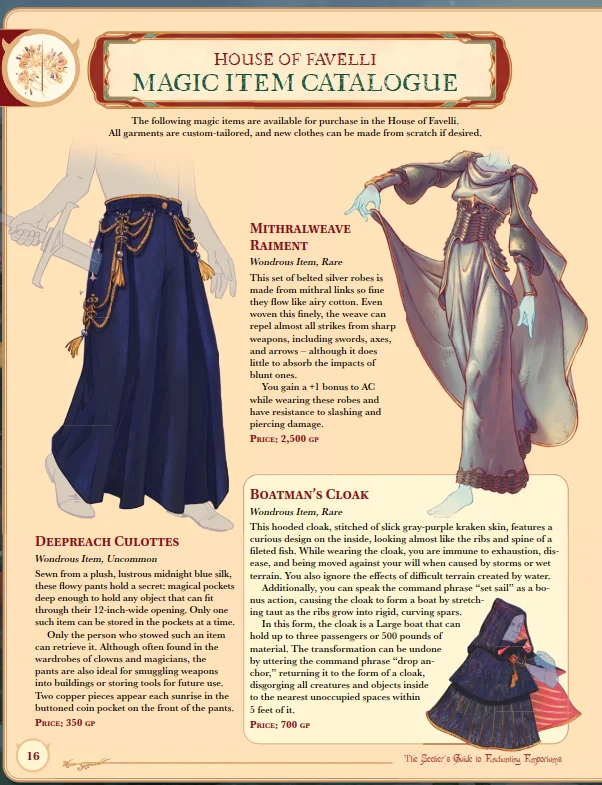 HOUSE OF FAVELLI
MAGIC ITEM CATALOGUE
The following magic items are available for purchase in the House of Favelli.
All garments are custom-tailored, and new clothes can be made from scratch if desired.
MITHRALWEAVE
RAIMENT
Wondrous Item, Rare
This set of belted silver robes is
made from mithral links so fine
they flow like airy cotton. Even
woven this finely, the weave can
repel almost all strikes from sharp
weapons, including swords, axes,
and arrows – although it does
little to absorb the impacts of
blunt ones.
You gain a +1 bonus to AC
while wearing these robes and
have resistance to slashing and
piercing damage.
PRICE: 2,500 GP
DEEPREACH CULOTTES
Wondrous Item, Uncommon
Sewn from a plush, lustrous midnight blue silk,
these flowy pants hold a secret: magical pockets
deep enough to hold any object that can fit
through their 12-inch-wide opening. Only one
such item can be stored in the pockets at a time.
Only the person who stowed such an item
can retrieve it. Although often found in the
wardrobes of clowns and magicians, the
pants are also ideal for smuggling weapons
into buildings or storing tools for future use.
Two copper pieces appear each sunrise in the
buttoned coin pocket on the front of the pants.
PRICE: 350 GP
BOATMAN'S CLOAK
Wondrous Item, Rare
This hooded cloak, stitched of slick gray-purple kraken skin, features a
curious design on the inside, looking almost like the ribs and spine of a
fileted fish. While wearing the cloak, you are immune to exhaustion, dis-
ease, and being moved against your will when caused by storms or wet
terrain. You also ignore the effects of difficult terrain created by water.
Additionally, you can speak the command phrase “set sail” as a bo-
nus action, causing the cloak to form a boat by stretch-
ing taut as the ribs grow into rigid, curving spars.
In this form, the cloak is a Large boat that can
hold up to three passengers or 500 pounds of
material. The transformation can be undone
by uttering the command phrase “drop an-
chor,” returning it to the form of a cloak,
disgorging all creatures and objects inside
to the nearest unoccupied spaces within
5 feet of it.
PRICE: 700 GP
16
The Seeker's Guide to Enchanting Emporiums